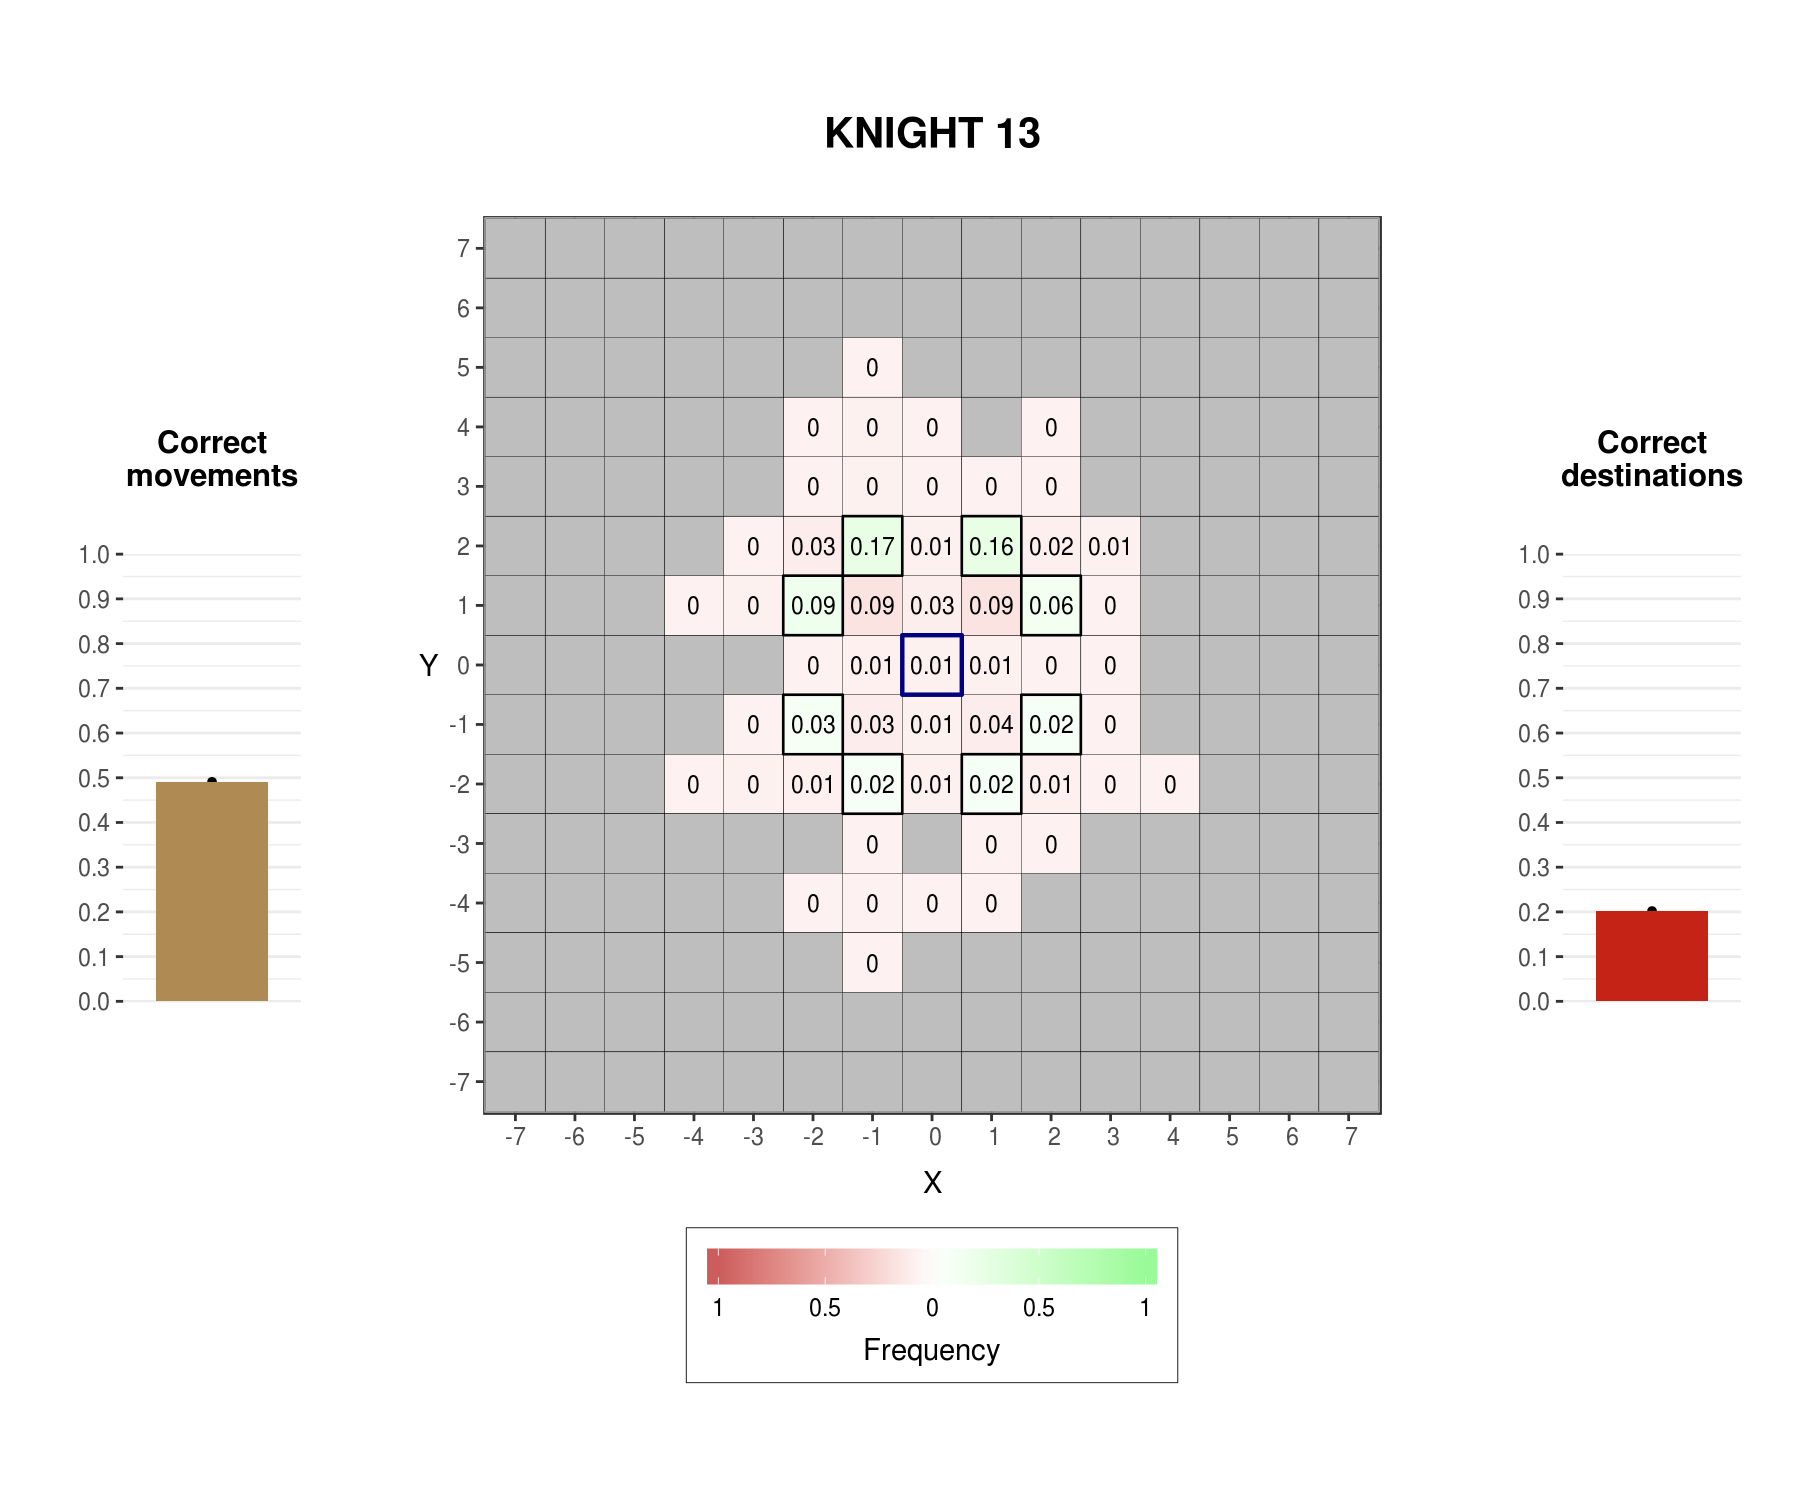 KNIGHT 13
Correct
movements
1.0
0.9
0.8
0.7
0.6
0.5
0.4
0.3
0.2
0.1
0.0
Y
7
6
5
4
3
2
1
0
-1
-2
-3
-4
-5
-6
-7
0
0 0 0 0
0 0 0 0 0
0 0.03 0.17 0.01 0.16 0.02 0.01
0 0 0.09 0.09 0.03 0.09 0.06 0
0 0.01 0.01 0.01 0 0
0 0.03 0.03 0.01 0.04 0.02 0
0 0 0.01 0.02 0.01 0.02 0.01 0 0
0 0 0
0 0 0 0
0
-7 -6 -5 -4 -3 -2 -1 0 1 2 3 4 5 6 7
X
1 0.5 0 0.5 1
Frequency
Correct
destinations
1.0
0.9
0.8
0.7
0.6
0.5
0.4
0.3
0.2
0.1
0.0